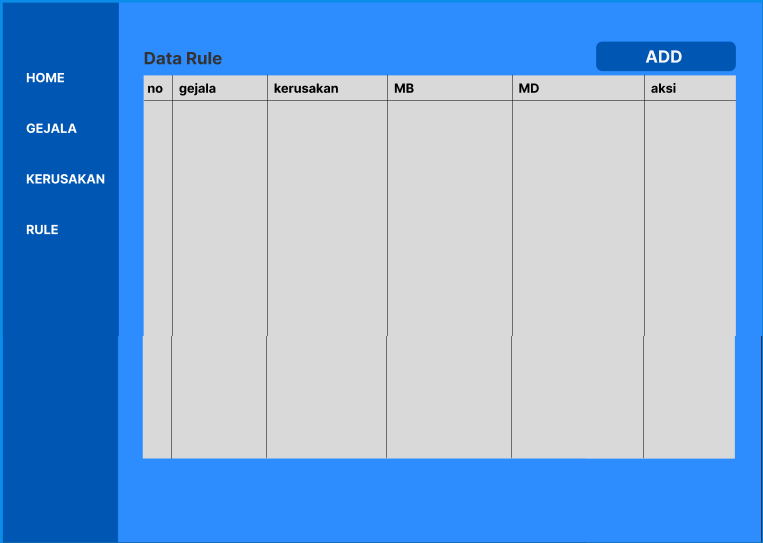 HOME
GEJALA
KERUSAKAN
RULE
Data Rule
ADD
no gejala kerusakan MB MD aksi